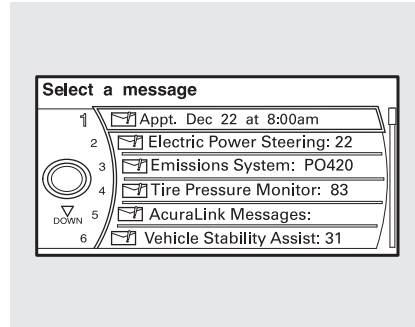 Select a message
1 Appt. Dec 22 at 8:00am
2 Electric Power Steering: 22
3 Emissions System: PO420
4 Tire Pressure Monitor: 83
DOWN 5 AcuraLink Messages:
6 Vehicle Stability Assist: 31